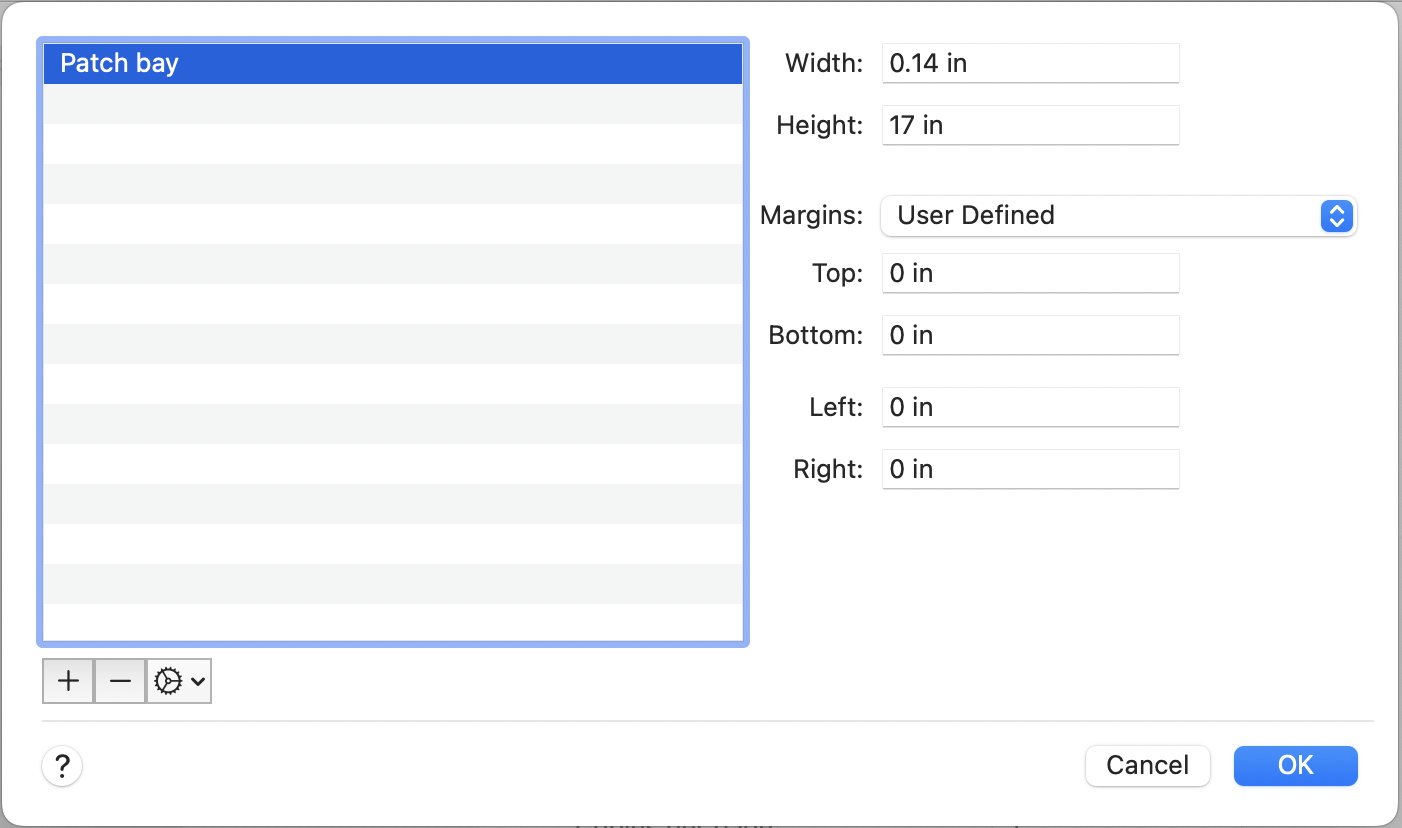 Patch bay
Width: 0.14 in
Height: 17 in
Margins: User Defined
Top: 0 in
Bottom: 0 in
Left: 0 in
Right: 0 in
?
Cancel OK